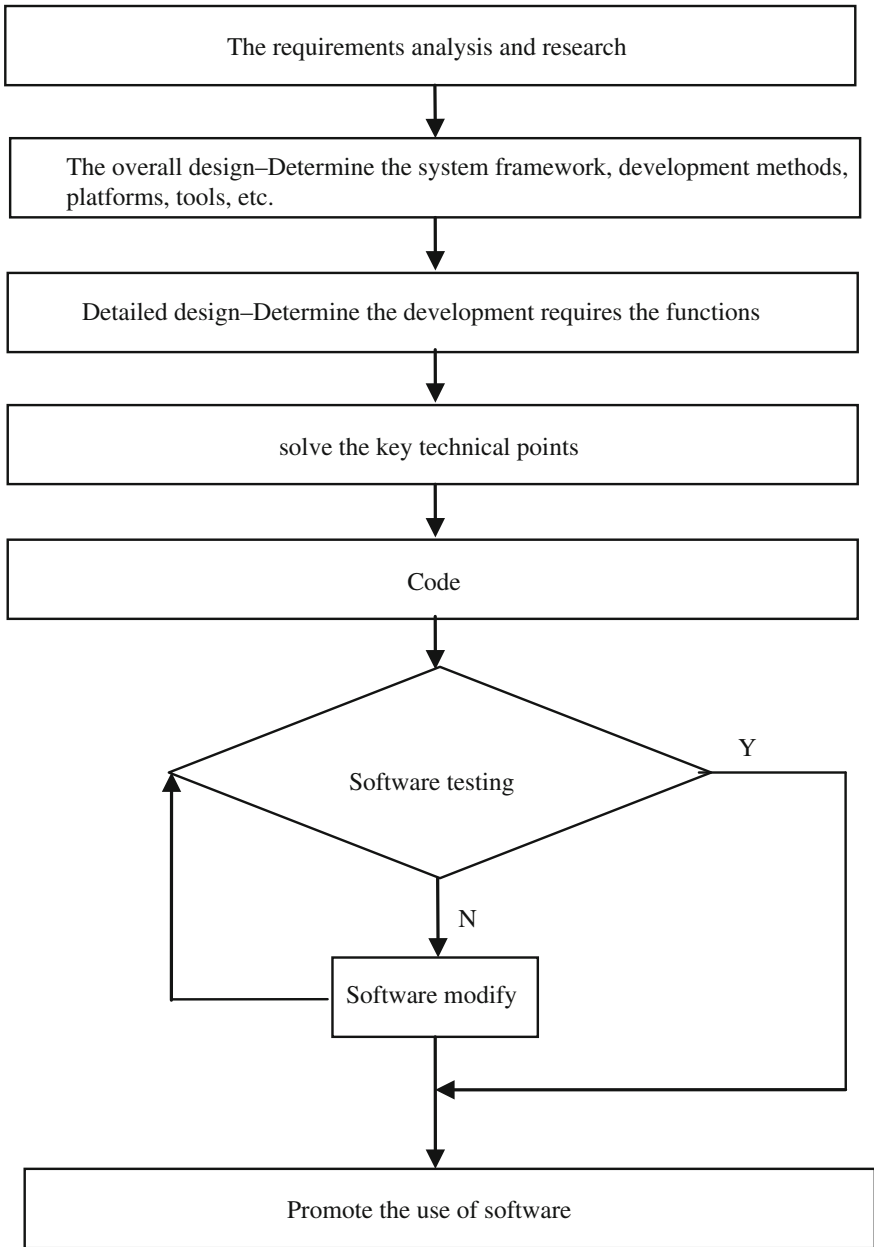 The requirements analysis and research
The overall design–Determine the system framework, development methods,
platforms, tools, etc.
Detailed design–Determine the development requires the functions
solve the key technical points
Code
Y
Software testing
N
Software modify
Promote the use of software